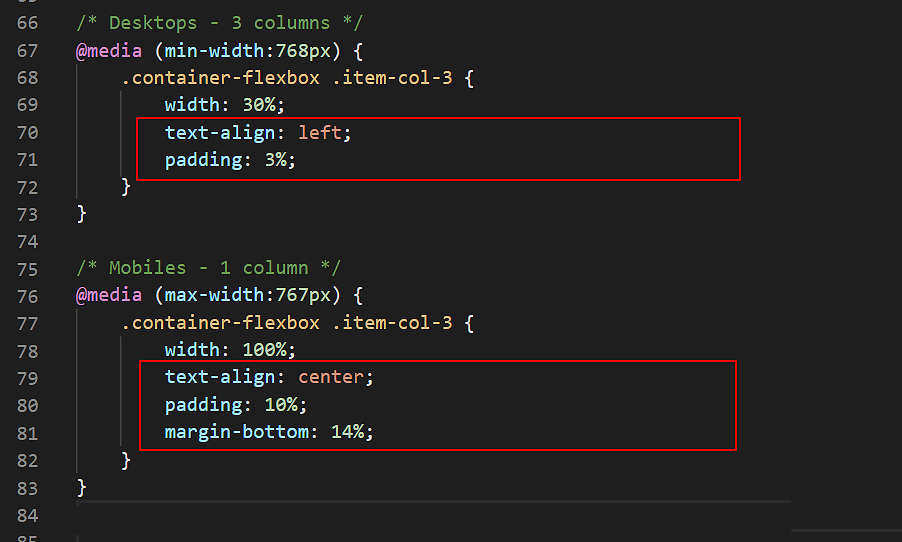 66 /* Desktops - 3 columns */
67 @media (min-width:768px) {
68 .container-flexbox .item-col-3 {
69 width: 30%;
70 text-align: left;
71 padding: 3%;
72 }
73 }
74
75 /* Mobiles - 1 column */
76 @media (max-width:767px) {
77 .container-flexbox .item-col-3 {
78 width: 100%;
79 text-align: center;
80 padding: 10%;
81 margin-bottom: 14%;
82 }
83 }
84